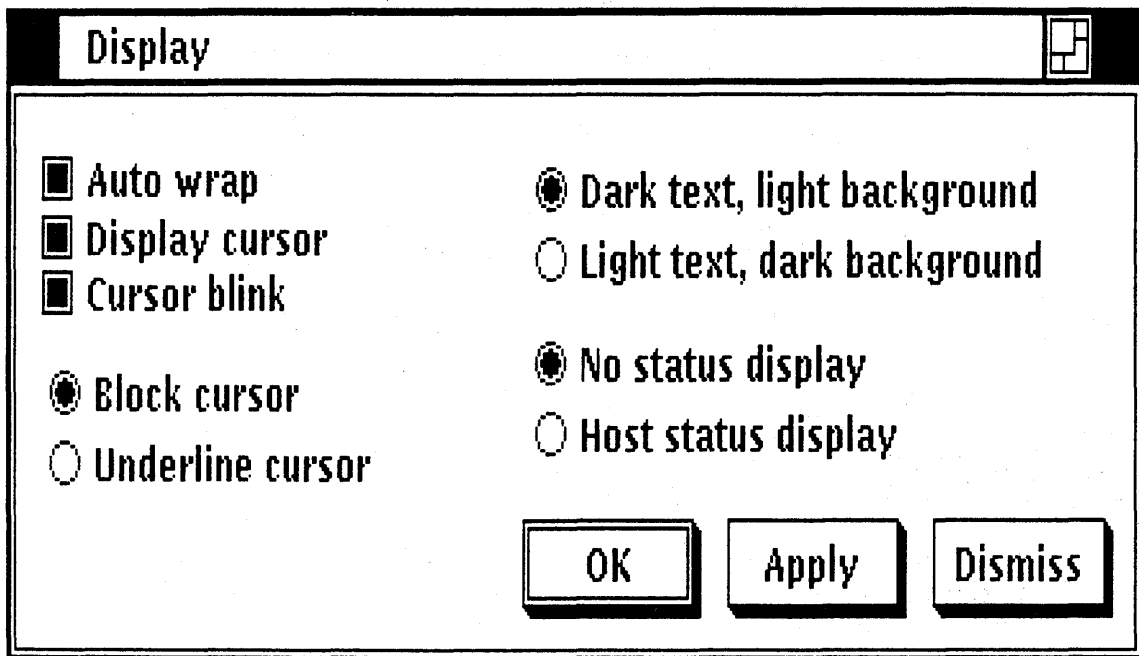 Display
Auto wrap
Display cursor
Cursor blink
Block cursor
Underline cursor
Dark text, light background
Light text, dark background
No status display
Host status display
OK
Apply
Dismiss